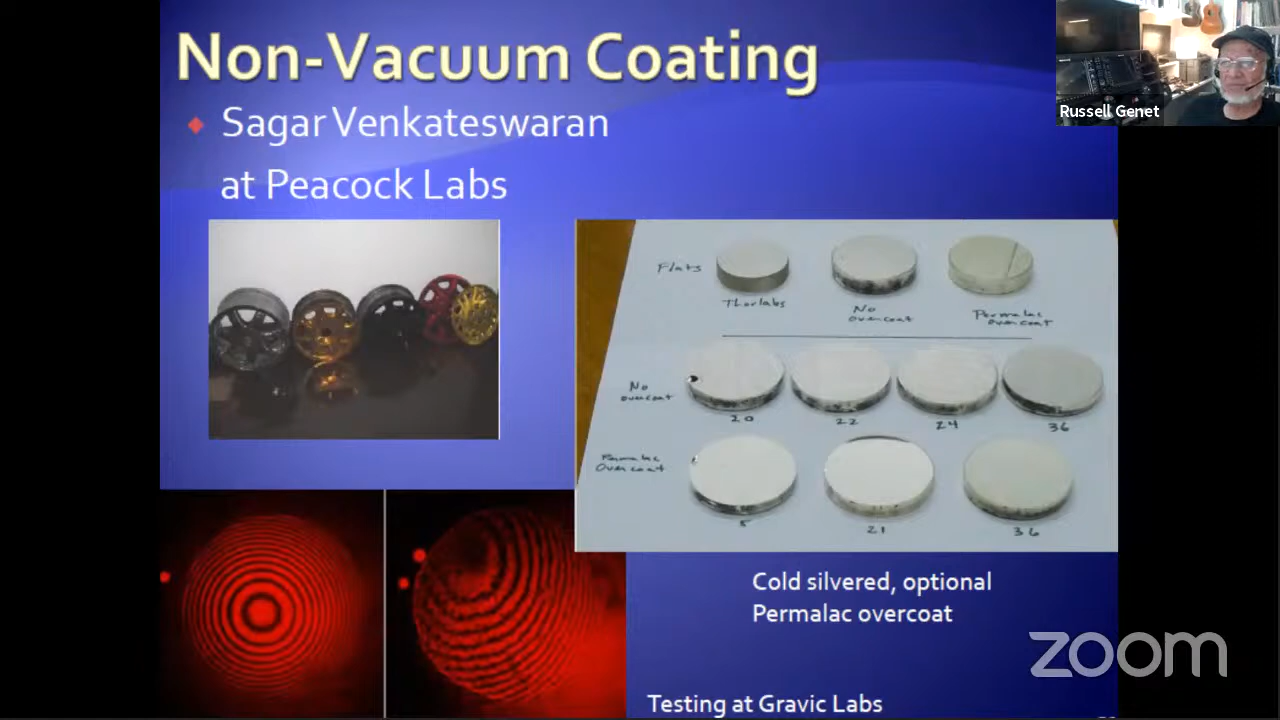 Non-Vacuum Coating
Sagar Venkateswaran
at Peacock Labs
Russell Genet
Flats
Thorlabs
No
overcoat
Permalac
overcoat
No
overcoat
20
22
24
36
Permalac
Overcoat
5
21
36
Cold silvered, optional
Permalac overcoat
Testing at Gravic Labs
zoom